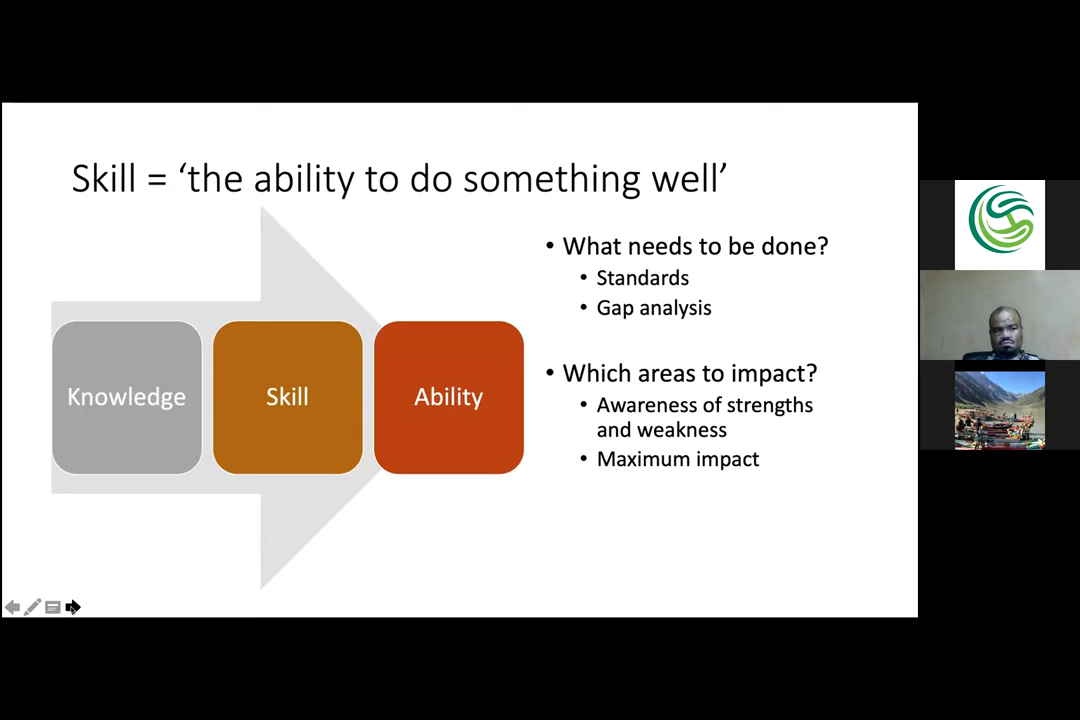 Skill = ‘the ability to do something well’
Knowledge
Skill
Ability
• What needs to be done?
• Standards
• Gap analysis
• Which areas to impact?
• Awareness of strengths
and weakness
• Maximum impact